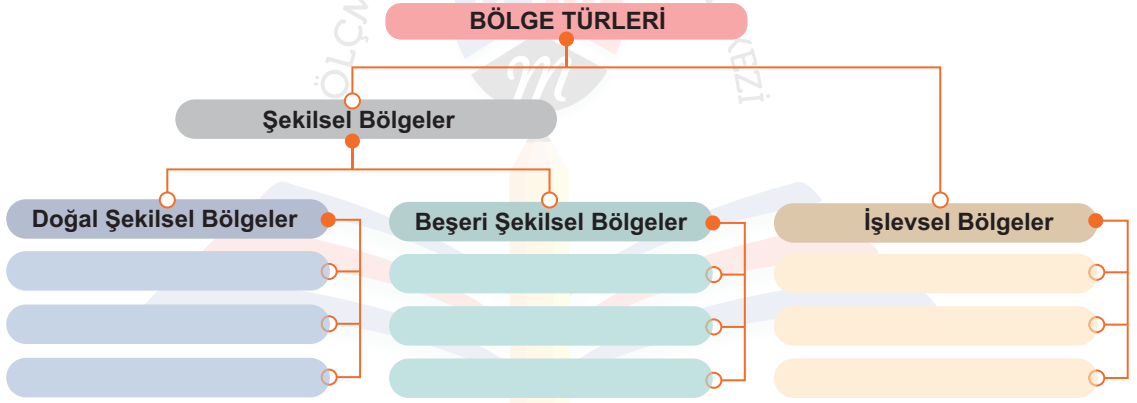 BÖLGE TÜRLERİ
Şekilsel Bölgeler
Doğal Şekilsel Bölgeler
Beşeri Şekilsel Bölgeler
İşlevsel Bölgeler